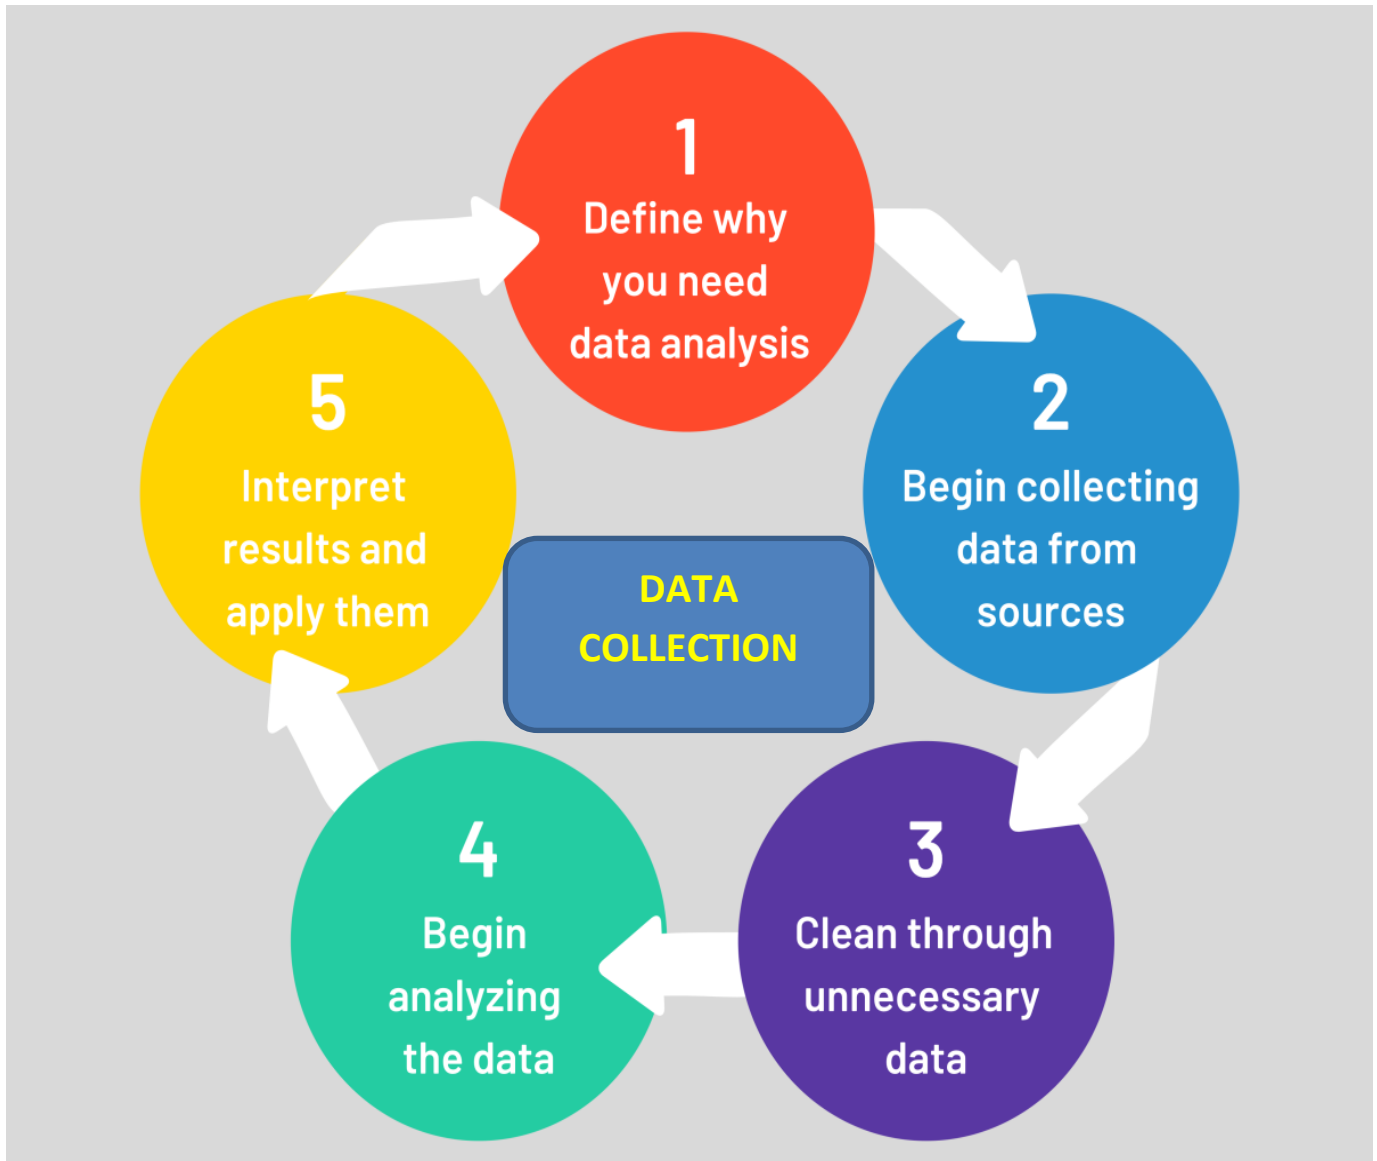 1
Define why
you need
data analysis
2
Begin collecting
data from
sources
3
Clean through
unnecessary
data
4
Begin
analyzing
the data
5
Interpret
results and
apply them
DATA
COLLECTION